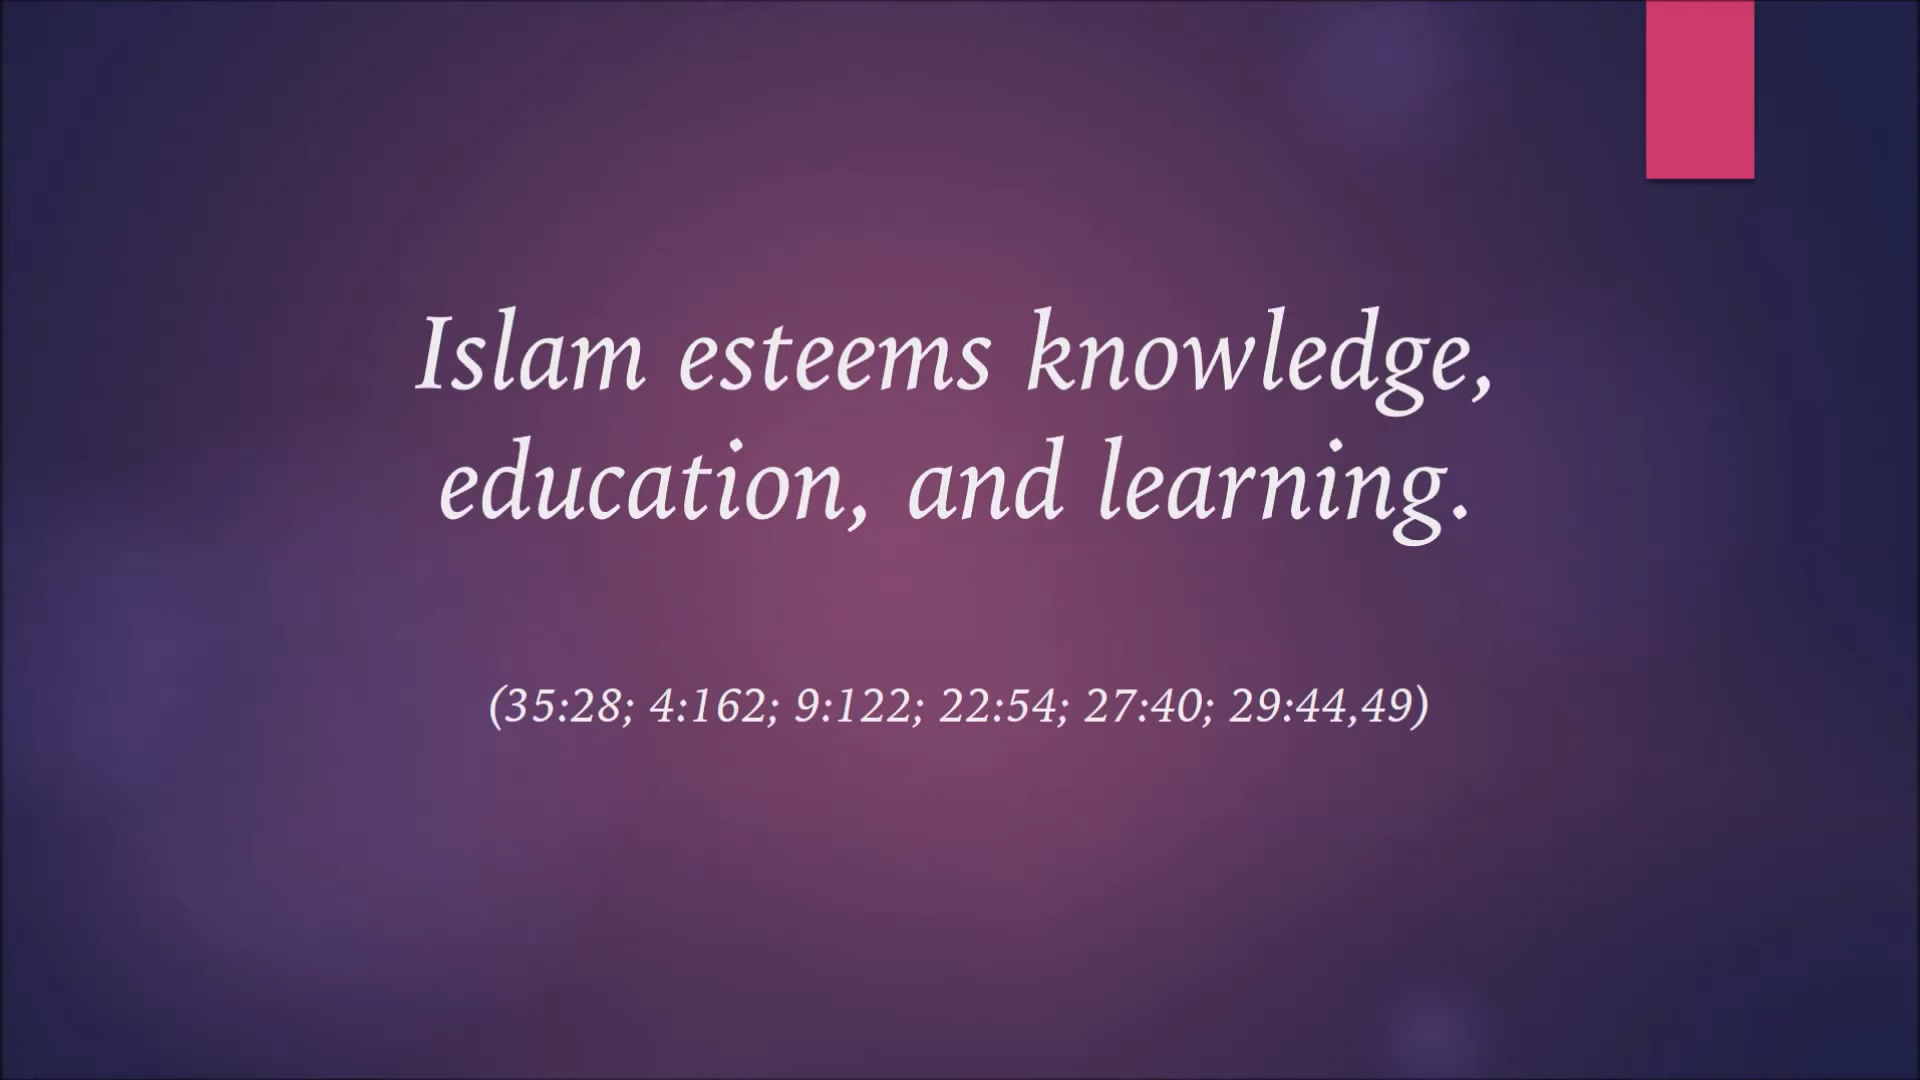 Islam esteems knowledge,
education, and learning.
(35:28; 4:162; 9:122; 22:54; 27:40; 29:44,49)